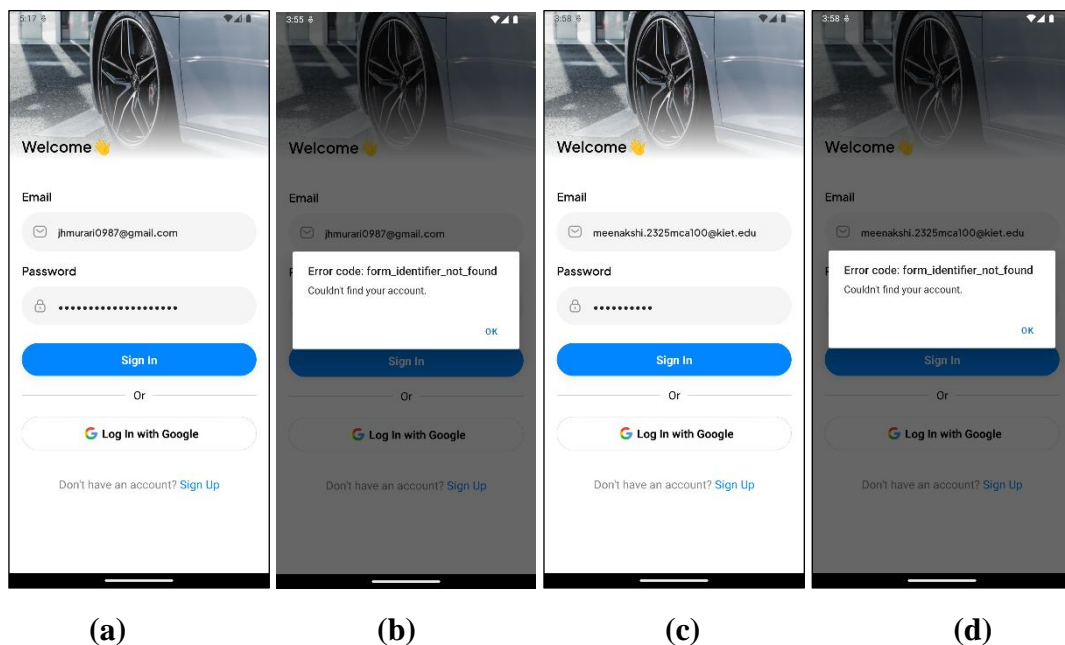 5:17
Welcome👋
Email
jhmurari0987@gmail.com
Password
••••••••••••••••••••
Sign In
Or
Log In with Google
Don't have an account? Sign Up
(a)
3:55
Welcome👋
jhmurari0987@gmail.com
Error code: form_identifier_not_found
Couldn't find your account.
OK
Sign In
Or
Log In with Google
Don't have an account? Sign Up
(b)
3:58
Welcome👋
Email
meenakshi.2325mca100@kiet.edu
Password
••••••••••
Sign In
Or
Log In with Google
Don't have an account? Sign Up
(c)
3:58
Welcome👋
Email
meenakshi.2325mca100@kiet.edu
Error code: form_identifier_not_found
Couldn't find your account.
OK
Sign In
Or
Log In with Google
Don't have an account? Sign Up
(d)